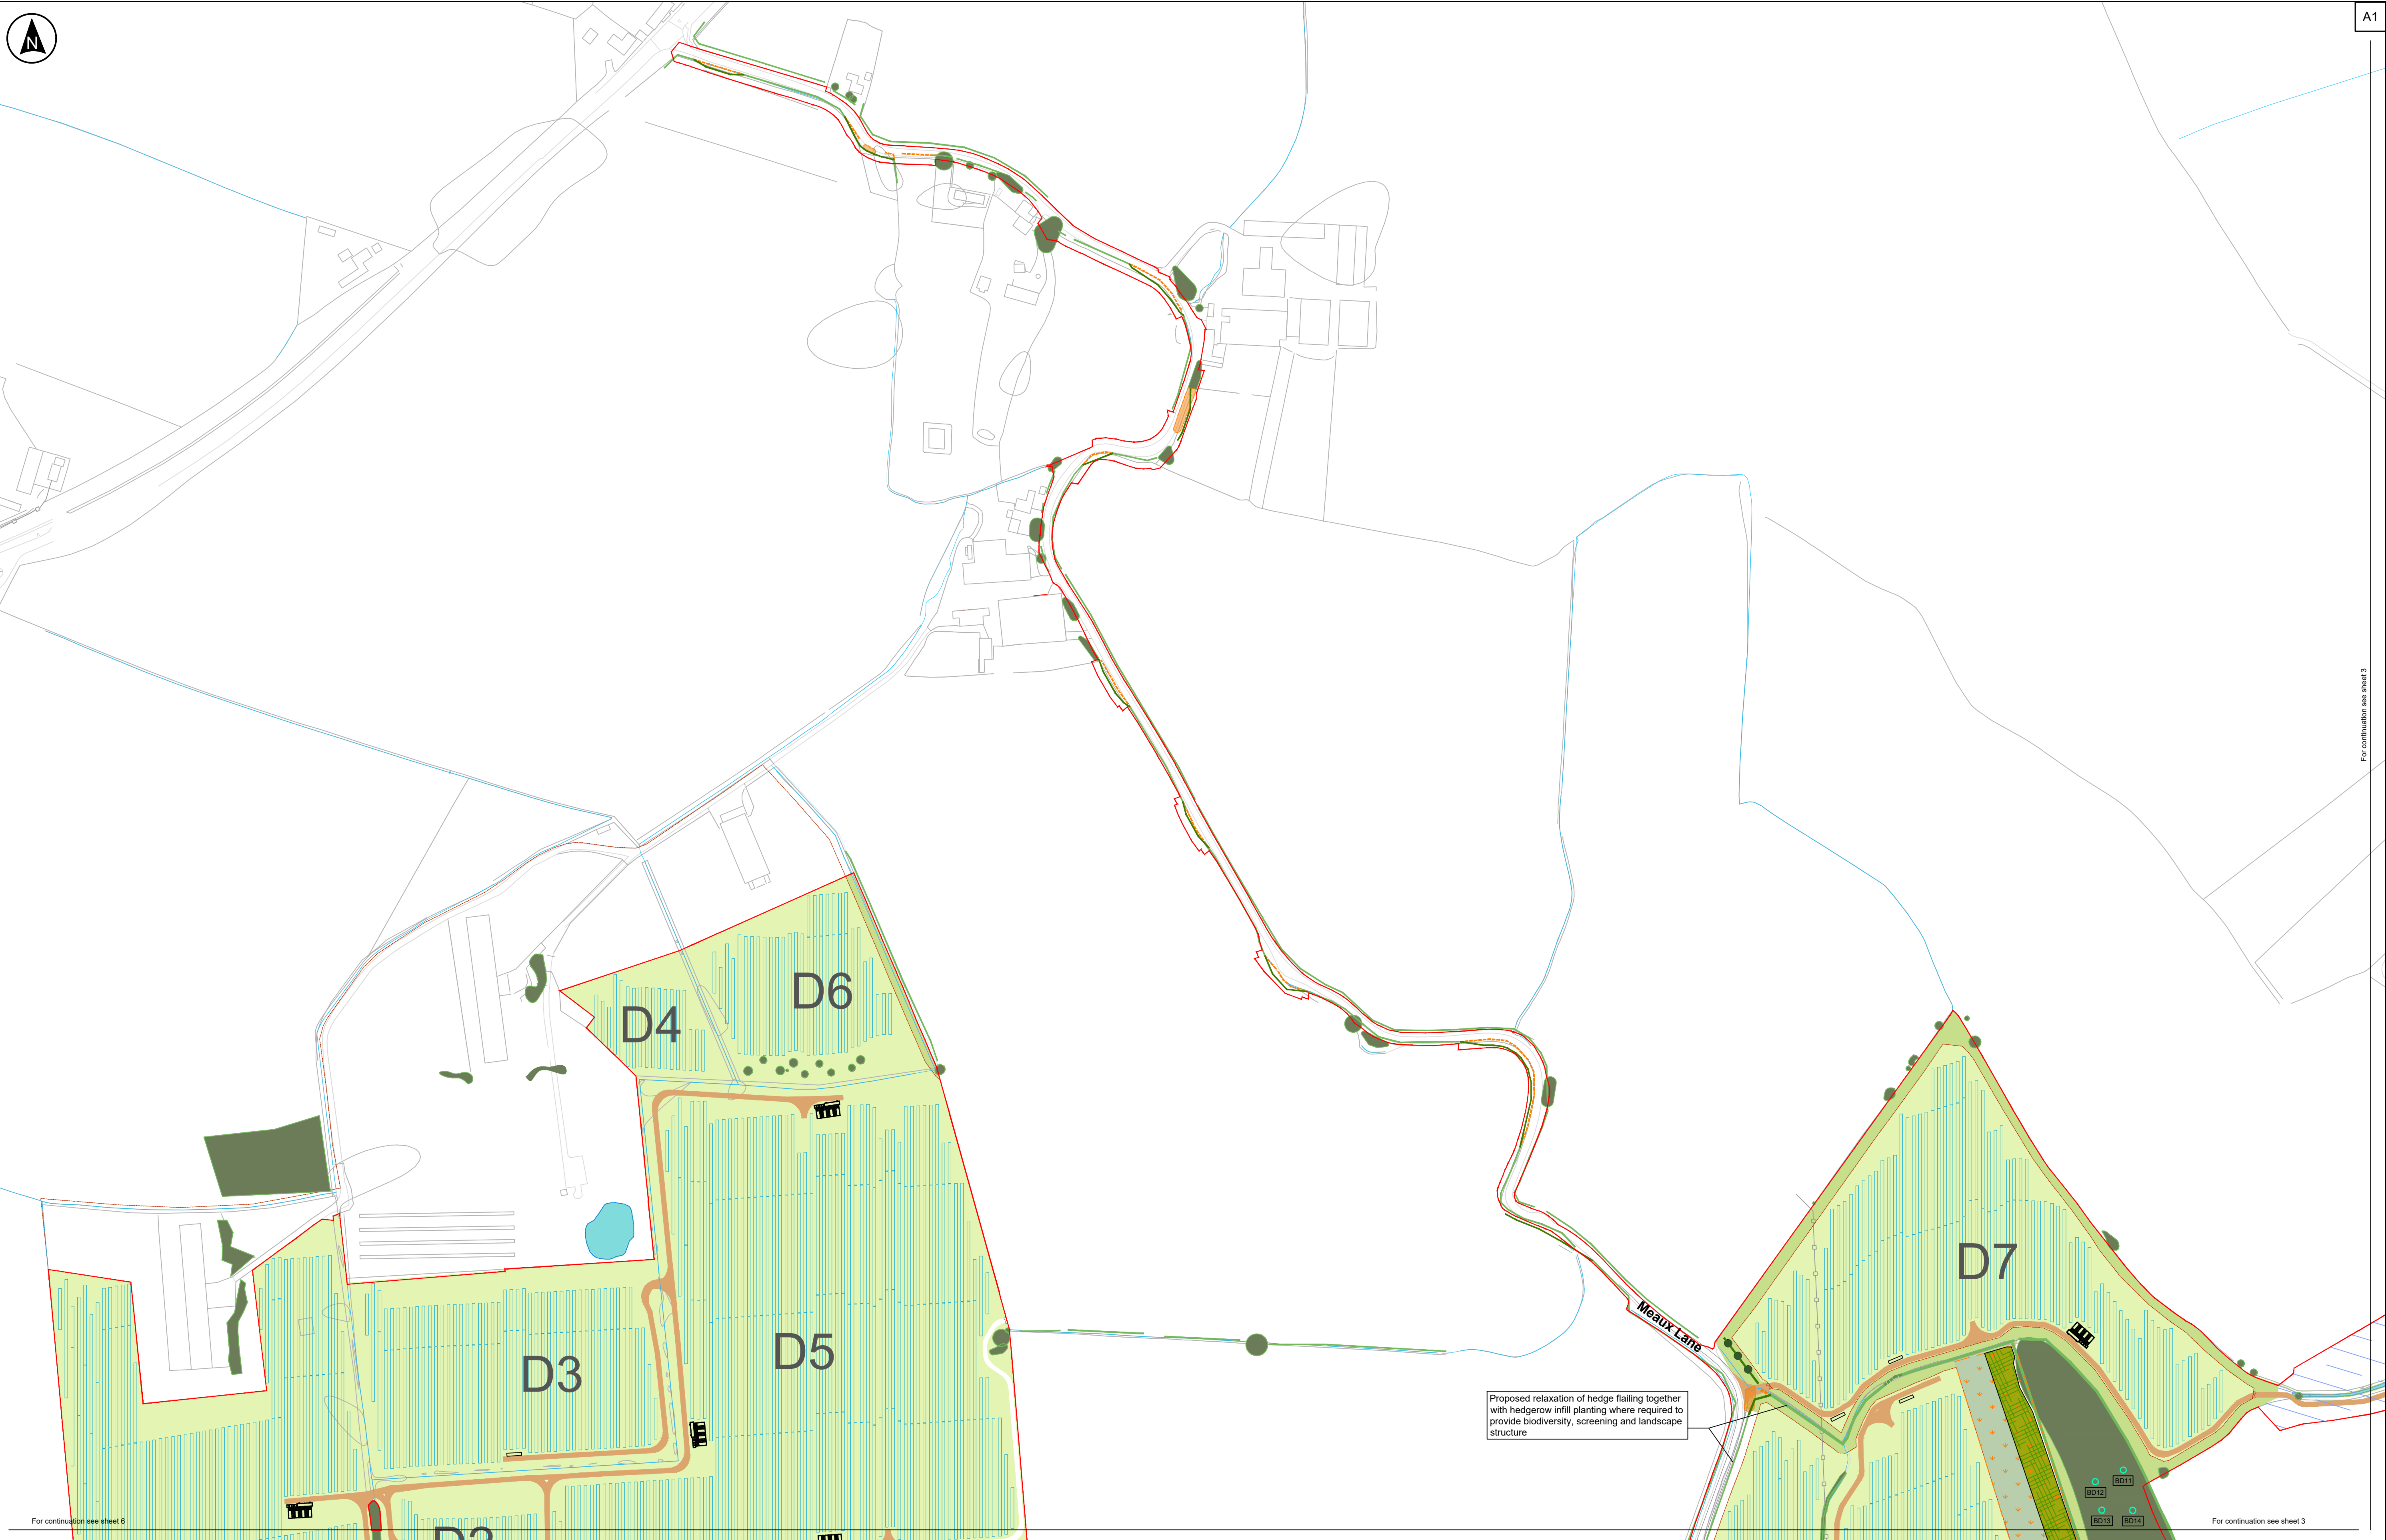 N
A1
For continuation see sheet 3
D6
D4
D7
D5
D3
Meaux Lane
Proposed relaxation of hedge flailing together
with hedgerow infill planting where required to
provide biodiversity, screening and landscape
structure
BD11
BD12
BD13
BD14
For continuation see sheet 6
For continuation see sheet 3